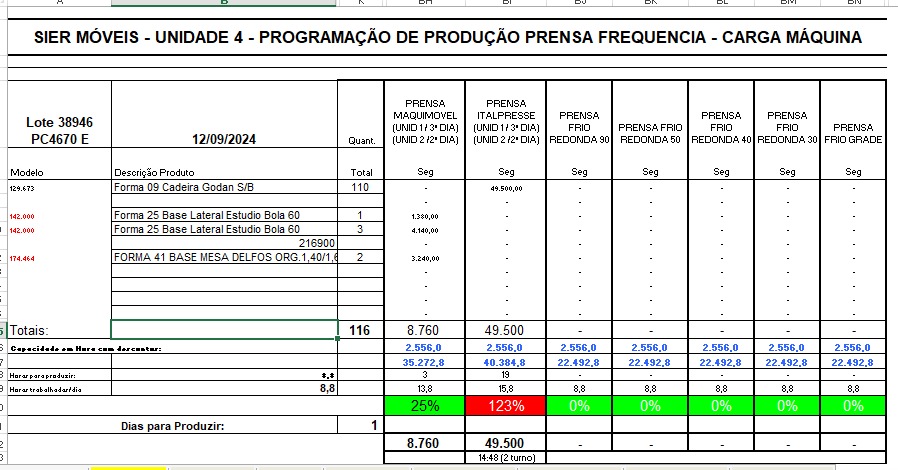 A B K BH BI BJ BK BL BM BN
SIER MÓVEIS - UNIDADE 4 - PROGRAMAÇÃO DE PRODUÇÃO PRENSA FREQUENCIA - CARGA MÁQUINA
Lote 38946
PC4670 E
12/09/2024
Quant.
PRENSA MAQUIMOVEL (UNID 1 / 3ª DIA) (UNID 2 /2ª DIA)
PRENSA ITALPRESSE (UNID 1 / 3ª DIA) (UNID 2 /2ª DIA)
PRENSA FRIO REDONDA 90
PRENSA FRIO REDONDA 50
PRENSA FRIO REDONDA 40
PRENSA FRIO REDONDA 30
PRENSA FRIO GRADE
Modelo Descrição Produto Total Seg Seg Seg Seg Seg Seg Seg
129.673 Forma 09 Cadeira Godan S/B 110 - 49.500,00 - - - - -
- - - - - - -
142.000 Forma 25 Base Lateral Estudio Bola 60 1 1.380,00 - - - - - -
142.000 Forma 25 Base Lateral Estudio Bola 60 3 4.140,00 - - - - - -
216900 - - - - - - -
174.464 FORMA 41 BASE MESA DELFOS ORG.1,40/1,6 2 3.240,00 - - - - - -
- - - - - - -
- - - - - - -
- - - - - - -
- - - - - - -
Totais: 116 8.760 49.500 - - - - -
Capacidade em Hora com descontos: 2.556,0 2.556,0 2.556,0 2.556,0 2.556,0 2.556,0 2.556,0
35.272,8 40.384,8 22.492,8 22.492,8 22.492,8 22.492,8 22.492,8
Horas para produzir: 8,8 3 19 - - - - -
Horas trabalhadas/dia 8,8 13,8 15,8 8,8 8,8 8,8 8,8 8,8
25% 123% 0% 0% 0% 0% 0%
Dias para Produzir: 1
8.760 49.500 - - - - -
14:48 (2 turno)